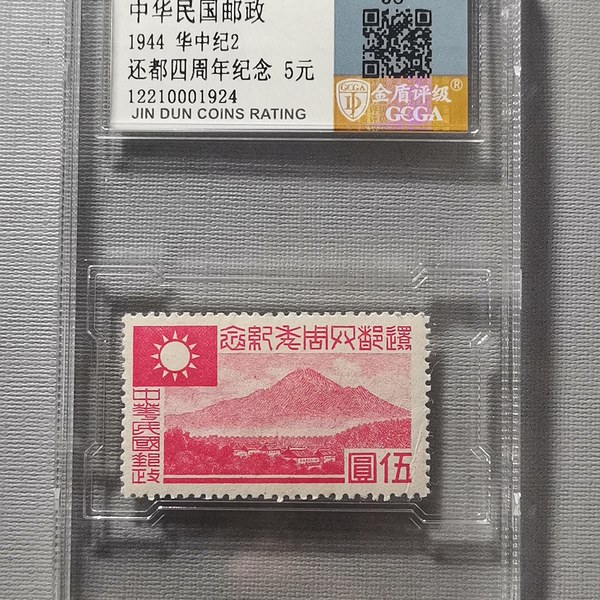 中华民国邮政
1944 华中纪2
还都四周年纪念 5元
12210001924
JIN DUN COINS RATING
GCGA
金盾评级®
GCGA
念紀年周四都還
中華民國郵政
圓伍